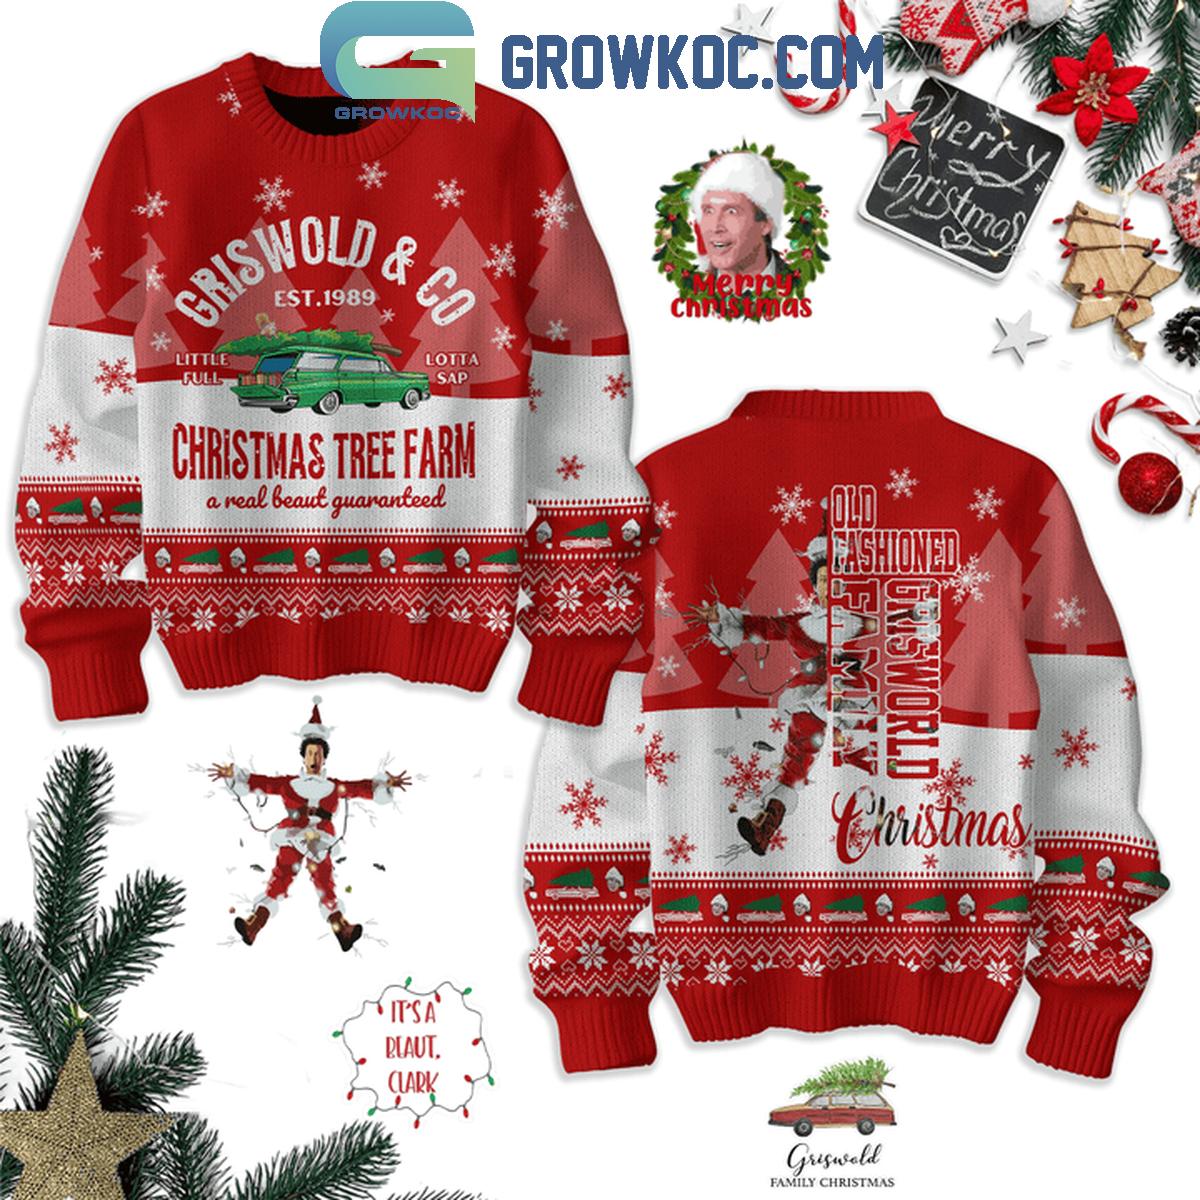 GROWKOC.COM
GROWKOC
Merry
Christmas
GRISWOLD & CO
EST.1989
LITTLE
FULL
LOTTA
SAP
CHRISTMAS TREE FARM
a real beaut guaranteed
Merry
Christmas
OLD
FASHIONED
FAMILY
GRISWORLD
Christmas
IT'S A
BEAUT,
CLARK
Griswold
FAMILY CHRISTMAS